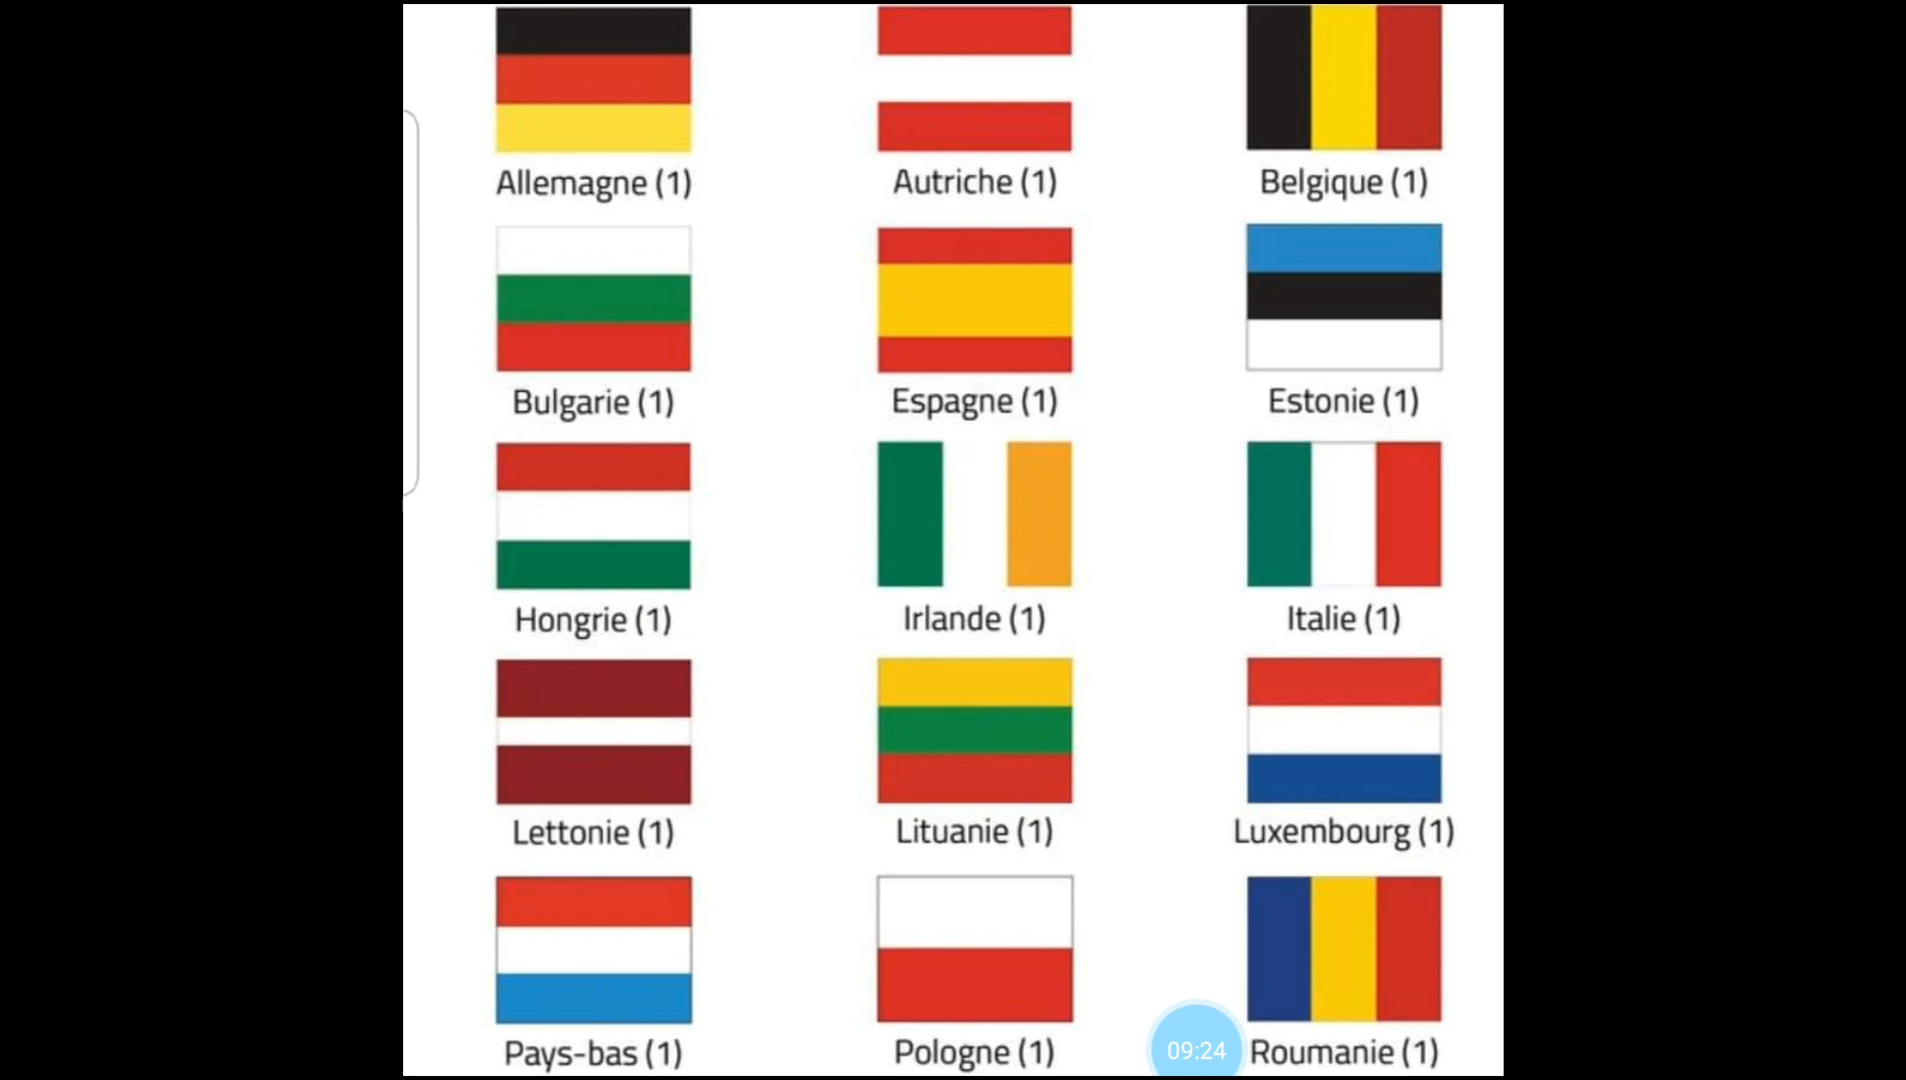 Allemagne (1)
Autriche (1)
Belgique (1)
Bulgarie (1)
Espagne (1)
Estonie (1)
Hongrie (1)
Irlande (1)
Italie (1)
Lettonie (1)
Lituanie (1)
Luxembourg (1)
Pays-bas (1)
Pologne (1)
09:24
Roumanie (1)